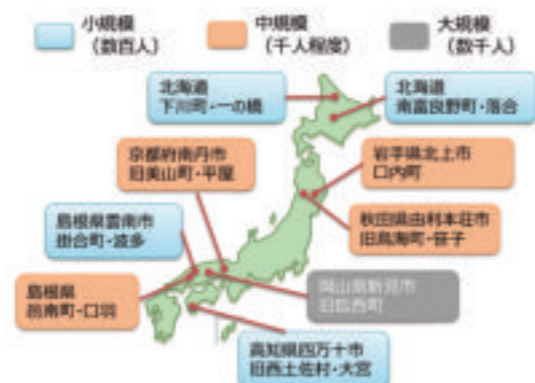 小規模
(数百人)
中規模
(千人程度)
大規模
(数千人)
北海道
下川町・一の橋
北海道
南富良野町・落合
京都府南丹市
旧美山町・平屋
岩手県北上市
口内町
秋田県由利本荘市
旧鳥海町・笹子
島根県雲南市
掛合町・波多
島根県
邑南町・口羽
岡山県新見市
旧哲西町
高知県四万十市
旧西土佐村・大宮